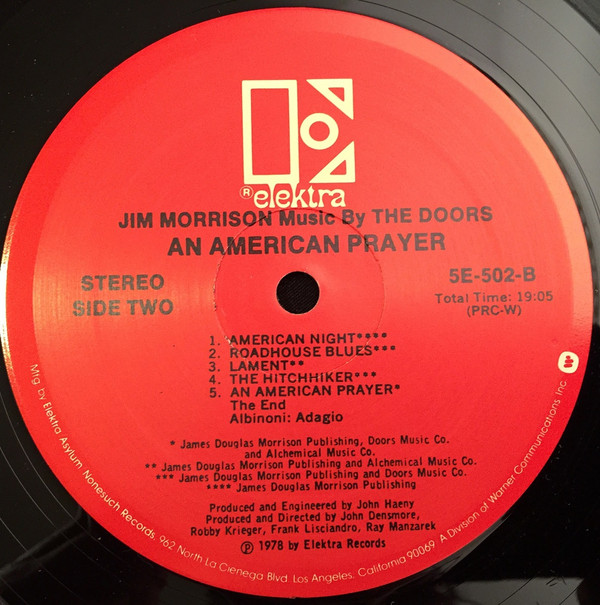 ® elektra
JIM MORRISON Music By THE DOORS
AN AMERICAN PRAYER
STEREO
SIDE TWO
5E-502-B
Total Time: 19:05
(PRC-W)
1. AMERICAN NIGHT****
2. ROADHOUSE BLUES***
3. LAMENT**
4. THE HITCHHIKER***
5. AN AMERICAN PRAYER*
The End
Albinoni: Adagio
* James Douglas Morrison Publishing, Doors Music Co.
and Alchemical Music Co.
** James Douglas Morrison Publishing and Alchemical Music Co.
*** James Douglas Morrison Publishing and Doors Music Co.
**** James Douglas Morrison Publishing
Produced and Engineered by John Haeny
Produced and Directed by John Densmore,
Robby Krieger, Frank Lisciandro, Ray Manzarek
℗ 1978 by Elektra Records
Mfg. by Elektra Asylum Nonesuch Records, 962 North La Cienega Blvd. Los Angeles, California 90069. A Division of Warner Communications Inc.